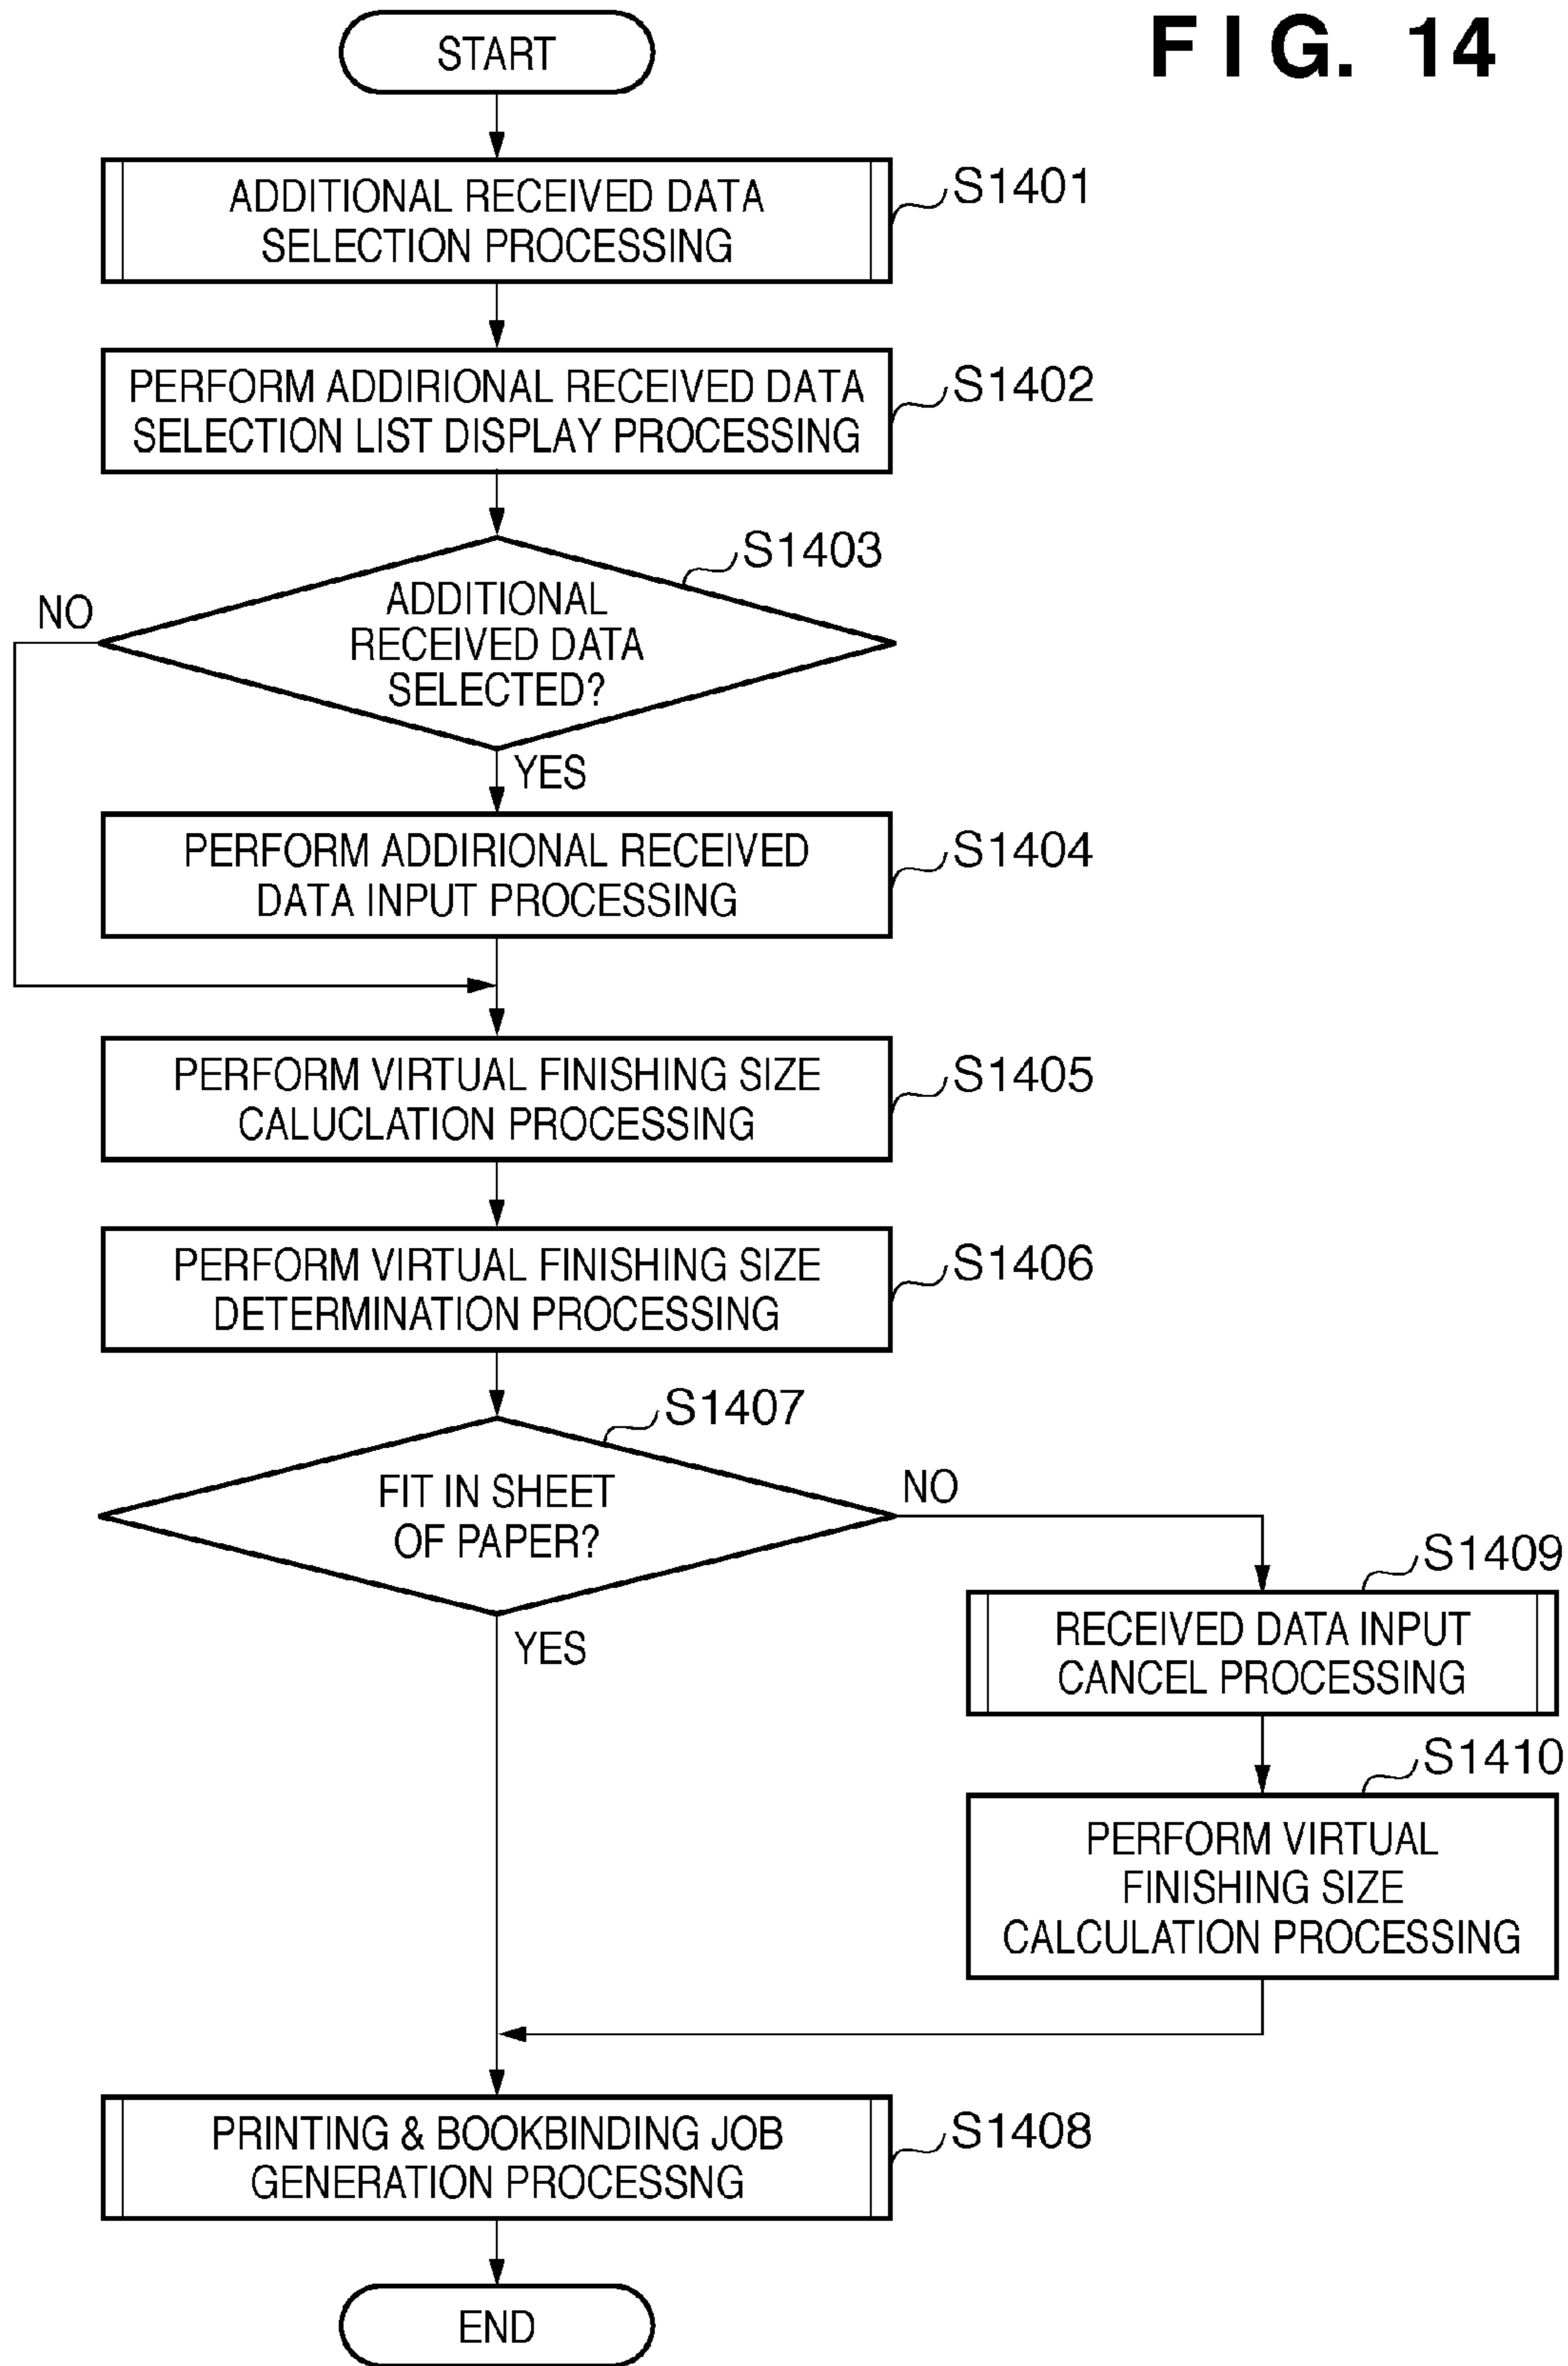 FIG. 14
START
ADDITIONAL RECEIVED DATA
SELECTION PROCESSING
S1401
PERFORM ADDIRIONAL RECEIVED DATA
SELECTION LIST DISPLAY PROCESSING
S1402
S1403
ADDITIONAL
RECEIVED DATA
SELECTED?
NO
YES
PERFORM ADDIRIONAL RECEIVED
DATA INPUT PROCESSING
S1404
PERFORM VIRTUAL FINISHING SIZE
CALUCLATION PROCESSING
S1405
PERFORM VIRTUAL FINISHING SIZE
DETERMINATION PROCESSING
S1406
S1407
FIT IN SHEET
OF PAPER?
NO
YES
S1409
RECEIVED DATA INPUT
CANCEL PROCESSING
S1410
PERFORM VIRTUAL
FINISHING SIZE
CALCULATION PROCESSING
PRINTING & BOOKBINDING JOB
GENERATION PROCESSNG
S1408
END